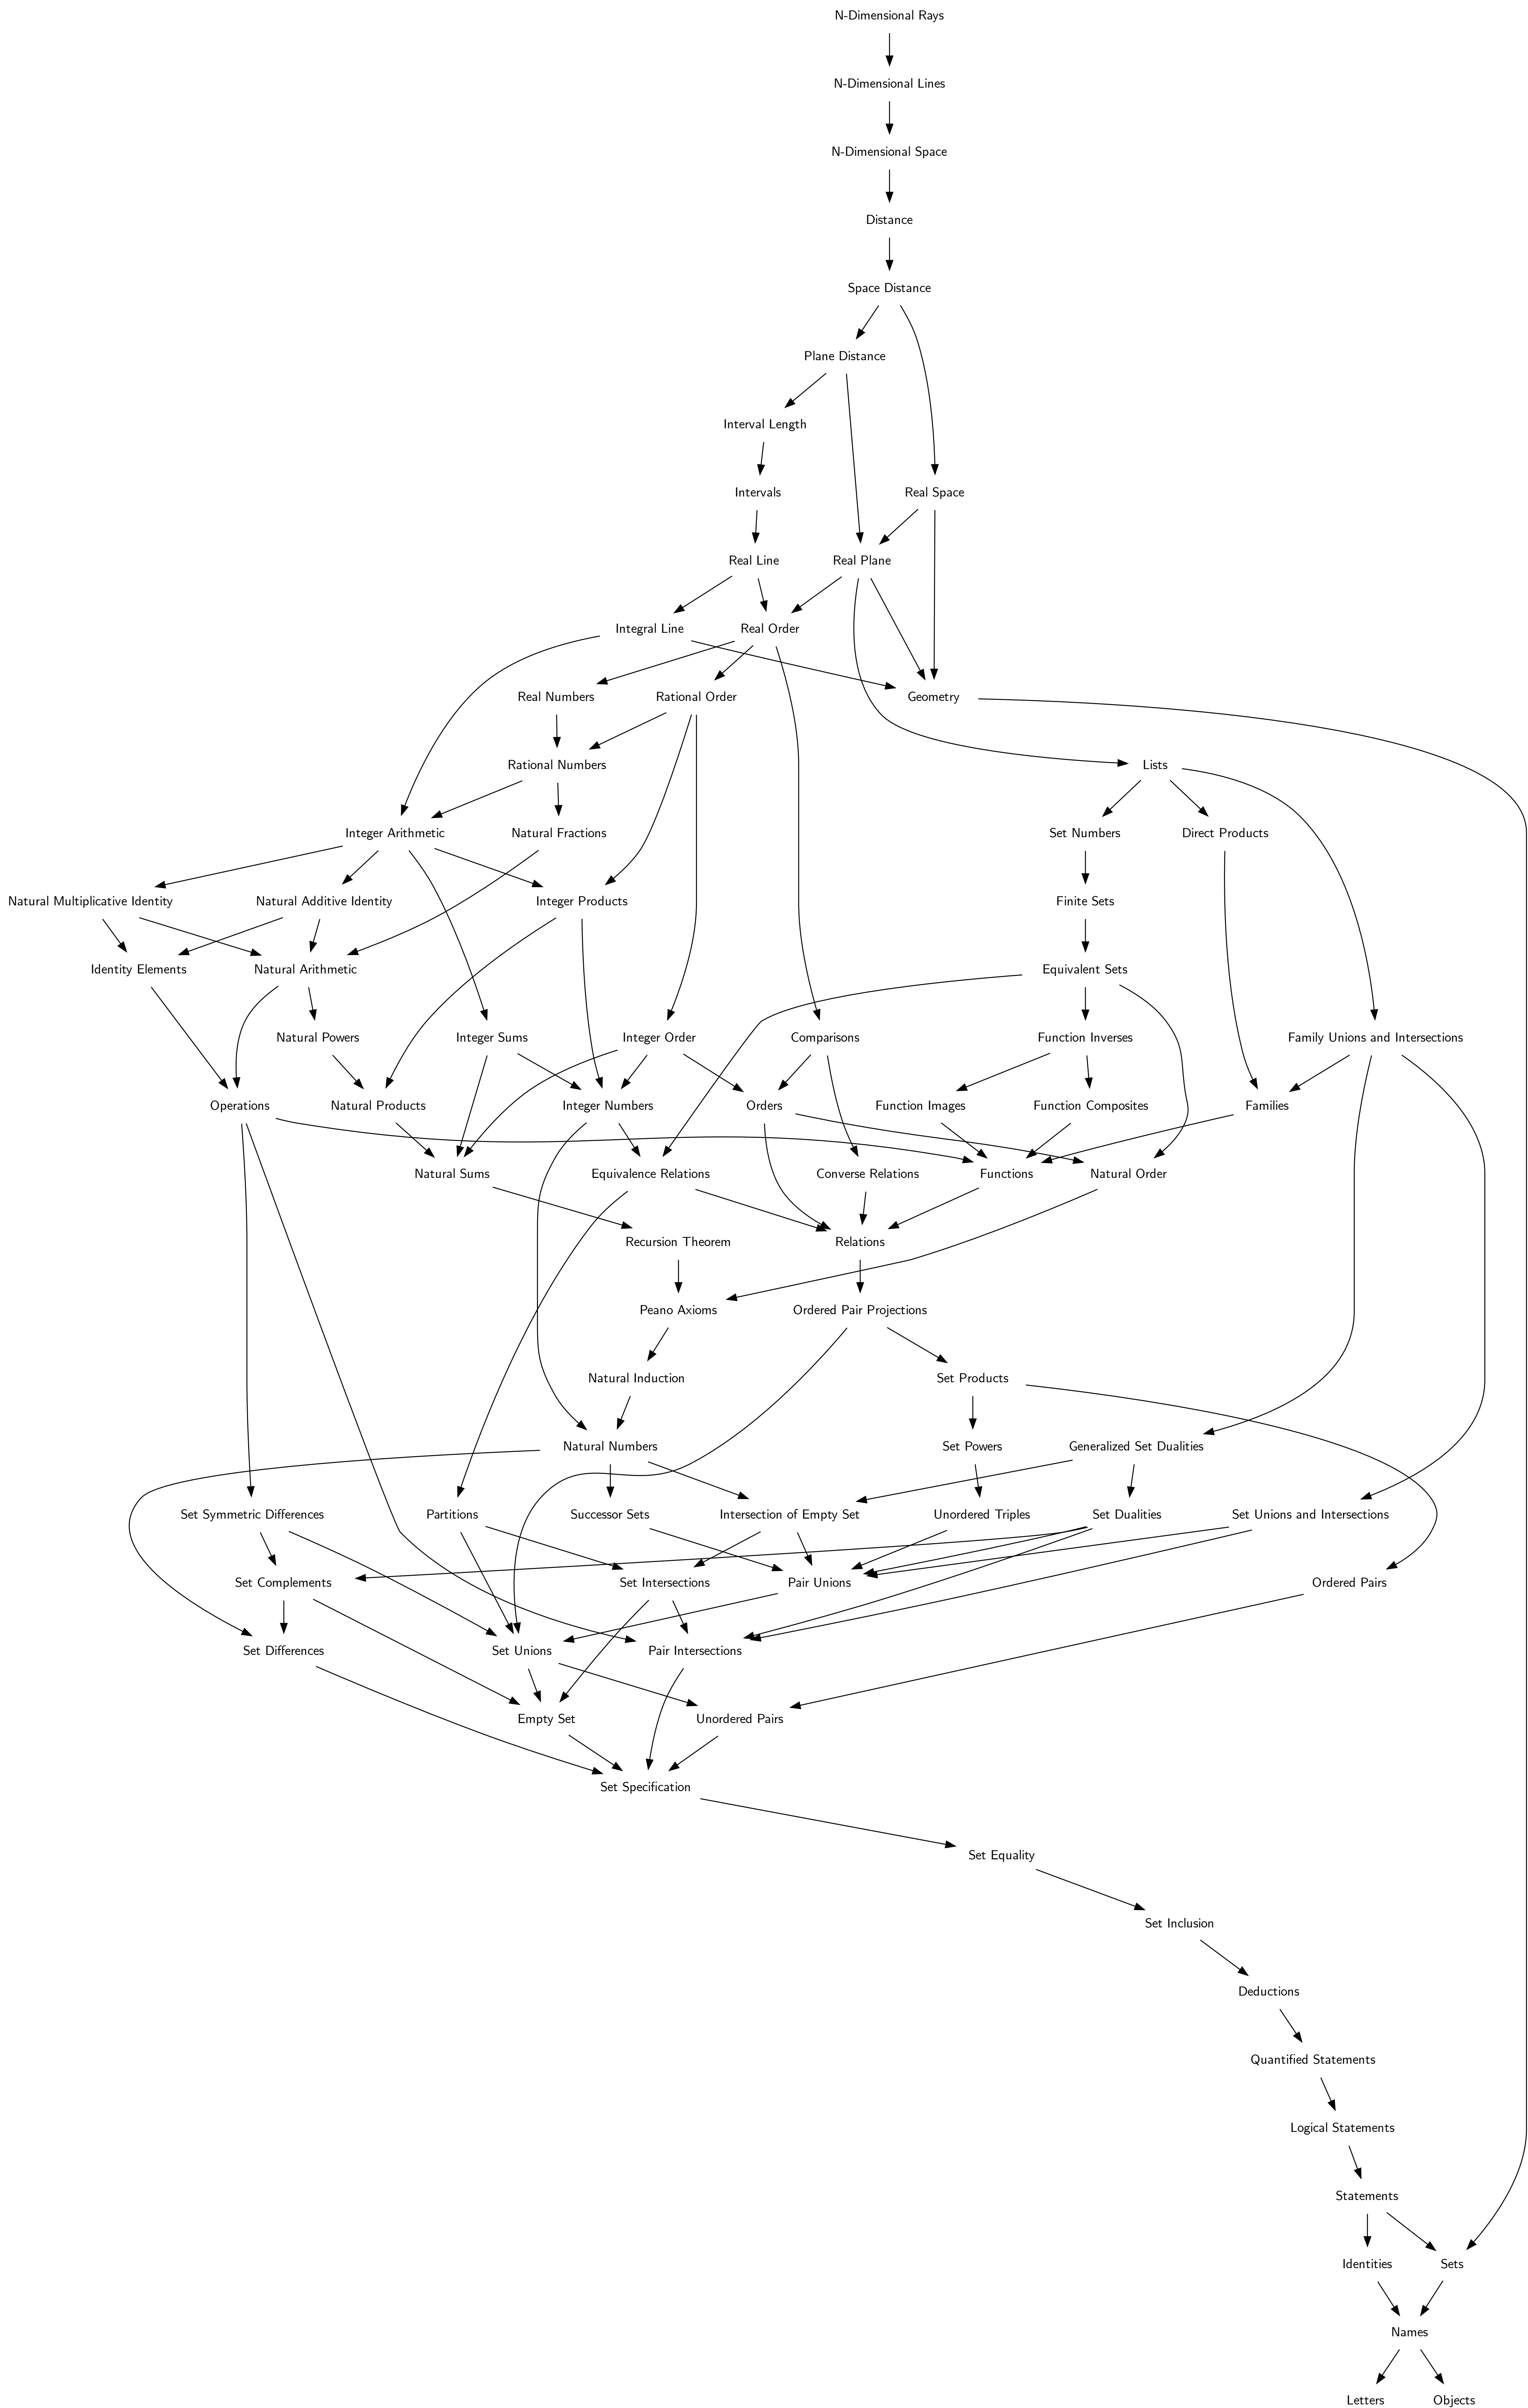 N-Dimensional Rays
N-Dimensional Lines
N-Dimensional Space
Distance
Space Distance
Plane Distance
Interval Length
Intervals
Real Space
Real Line
Real Plane
Integral Line
Real Order
Real Numbers
Rational Order
Geometry
Rational Numbers
Lists
Integer Arithmetic
Natural Fractions
Set Numbers
Direct Products
Natural Multiplicative Identity
Natural Additive Identity
Integer Products
Finite Sets
Identity Elements
Natural Arithmetic
Equivalent Sets
Natural Powers
Integer Sums
Integer Order
Comparisons
Function Inverses
Family Unions and Intersections
Operations
Natural Products
Integer Numbers
Orders
Function Images
Function Composites
Families
Natural Sums
Equivalence Relations
Converse Relations
Functions
Natural Order
Recursion Theorem
Relations
Peano Axioms
Ordered Pair Projections
Natural Induction
Set Products
Natural Numbers
Set Powers
Generalized Set Dualities
Set Symmetric Differences
Partitions
Successor Sets
Intersection of Empty Set
Unordered Triples
Set Dualities
Set Unions and Intersections
Set Complements
Set Intersections
Pair Unions
Ordered Pairs
Set Differences
Set Unions
Pair Intersections
Empty Set
Unordered Pairs
Set Specification
Set Equality
Set Inclusion
Deductions
Quantified Statements
Logical Statements
Statements
Identities
Sets
Names
Letters
Objects